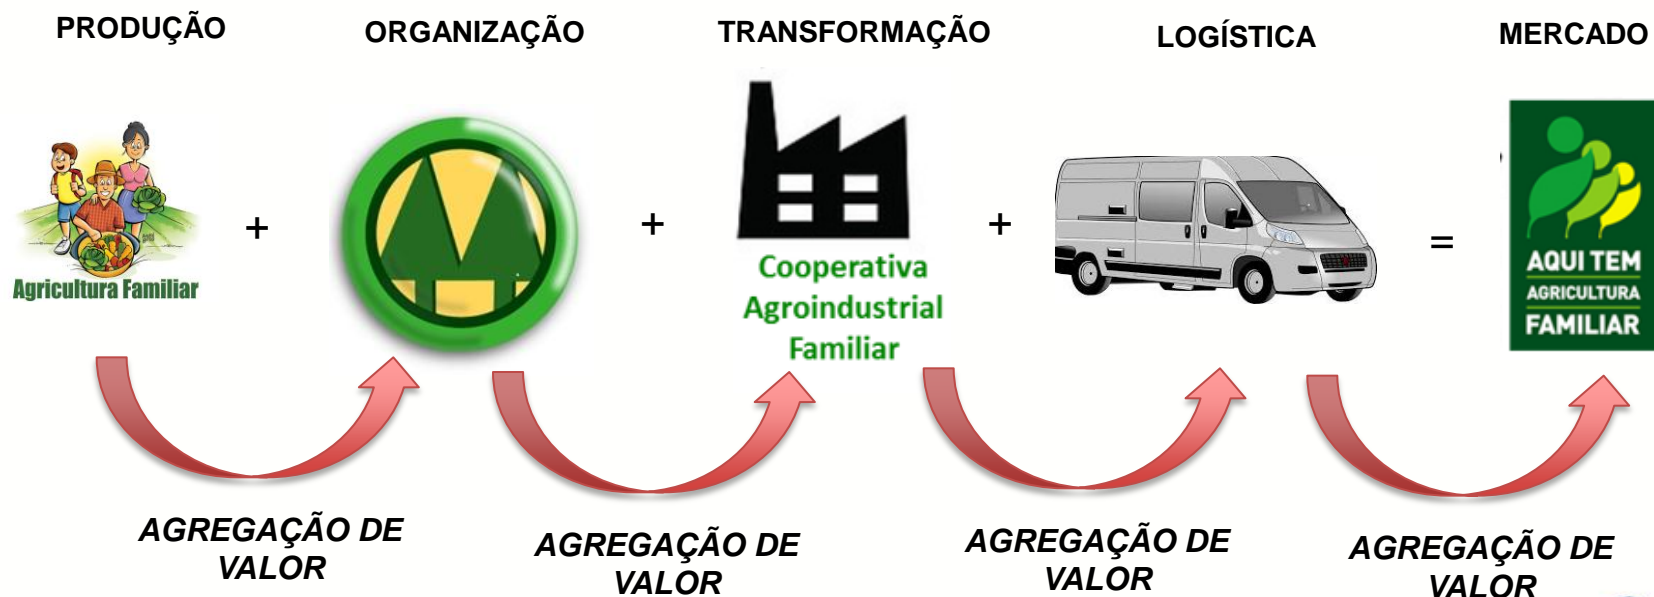 PRODUÇÃO
ORGANIZAÇÃO
TRANSFORMAÇÃO
LOGÍSTICA
MERCADO
Agricultura Familiar
+
+
Cooperativa
Agroindustrial
Familiar
+
=
AQUI TEM
AGRICULTURA
FAMILIAR
AGREGAÇÃO DE
VALOR
AGREGAÇÃO DE
VALOR
AGREGAÇÃO DE
VALOR
AGREGAÇÃO DE
VALOR